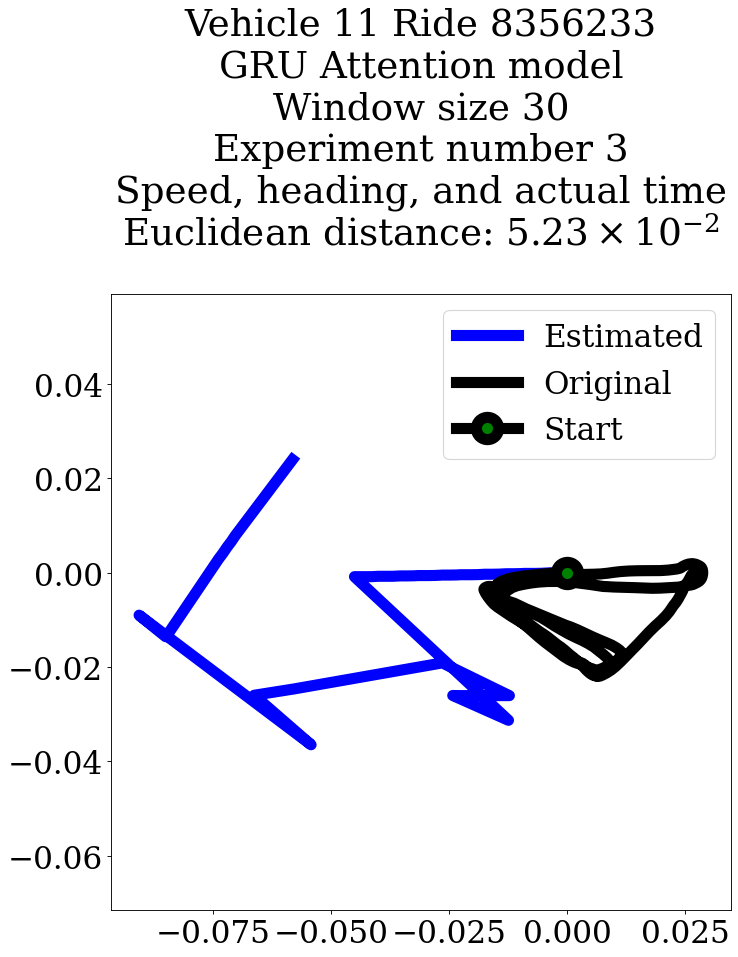 Vehicle 11 Ride 8356233
GRU Attention model
Window size 30
Experiment number 3
Speed, heading, and actual time
Euclidean distance: 5.23 × 10⁻²
Estimated
Original
Start
0.04
0.02
0.00
−0.02
−0.04
−0.06
−0.075 −0.050 −0.025 0.000 0.025